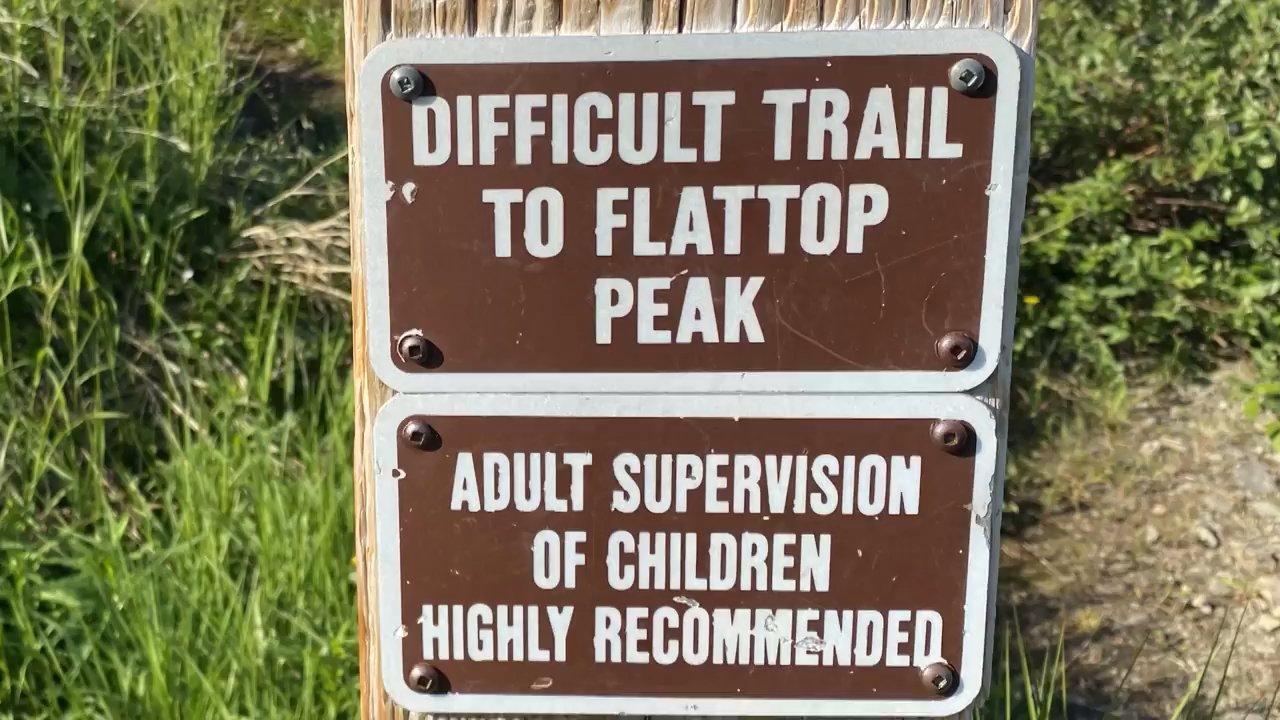 DIFFICULT TRAIL
TO FLATTOP
PEAK
ADULT SUPERVISION
OF CHILDREN
HIGHLY RECOMMENDED